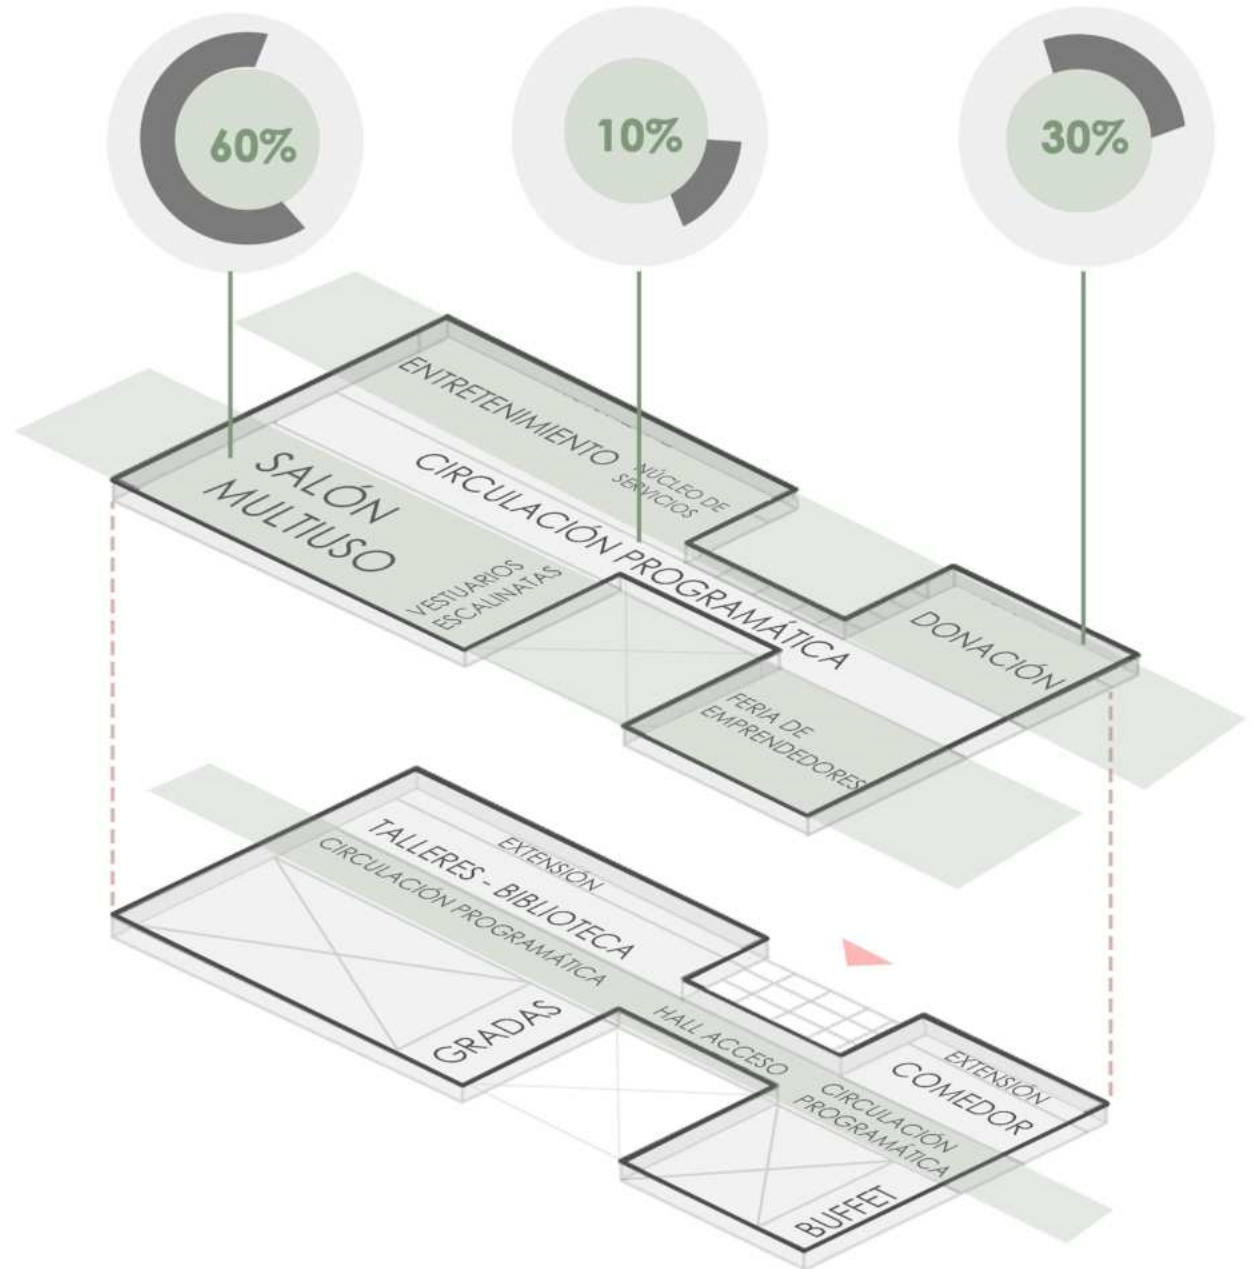 60%
10%
30%
ENTRETENIMIENTO
NÚCLEO DE
SERVICIOS
CIRCULACIÓN PROGRAMÁTICA
SALÓN
MULTIUSO
VESTUARIOS
ESCALINATAS
DONACIÓN
FERIA DE
EMPRENDEDORES
EXTENSIÓN
TALLERES - BIBLIOTECA
CIRCULACIÓN PROGRAMÁTICA
GRADAS
HALL ACCESO
EXTENSIÓN
COMEDOR
CIRCULACIÓN
PROGRAMÁTICA
BUFFET